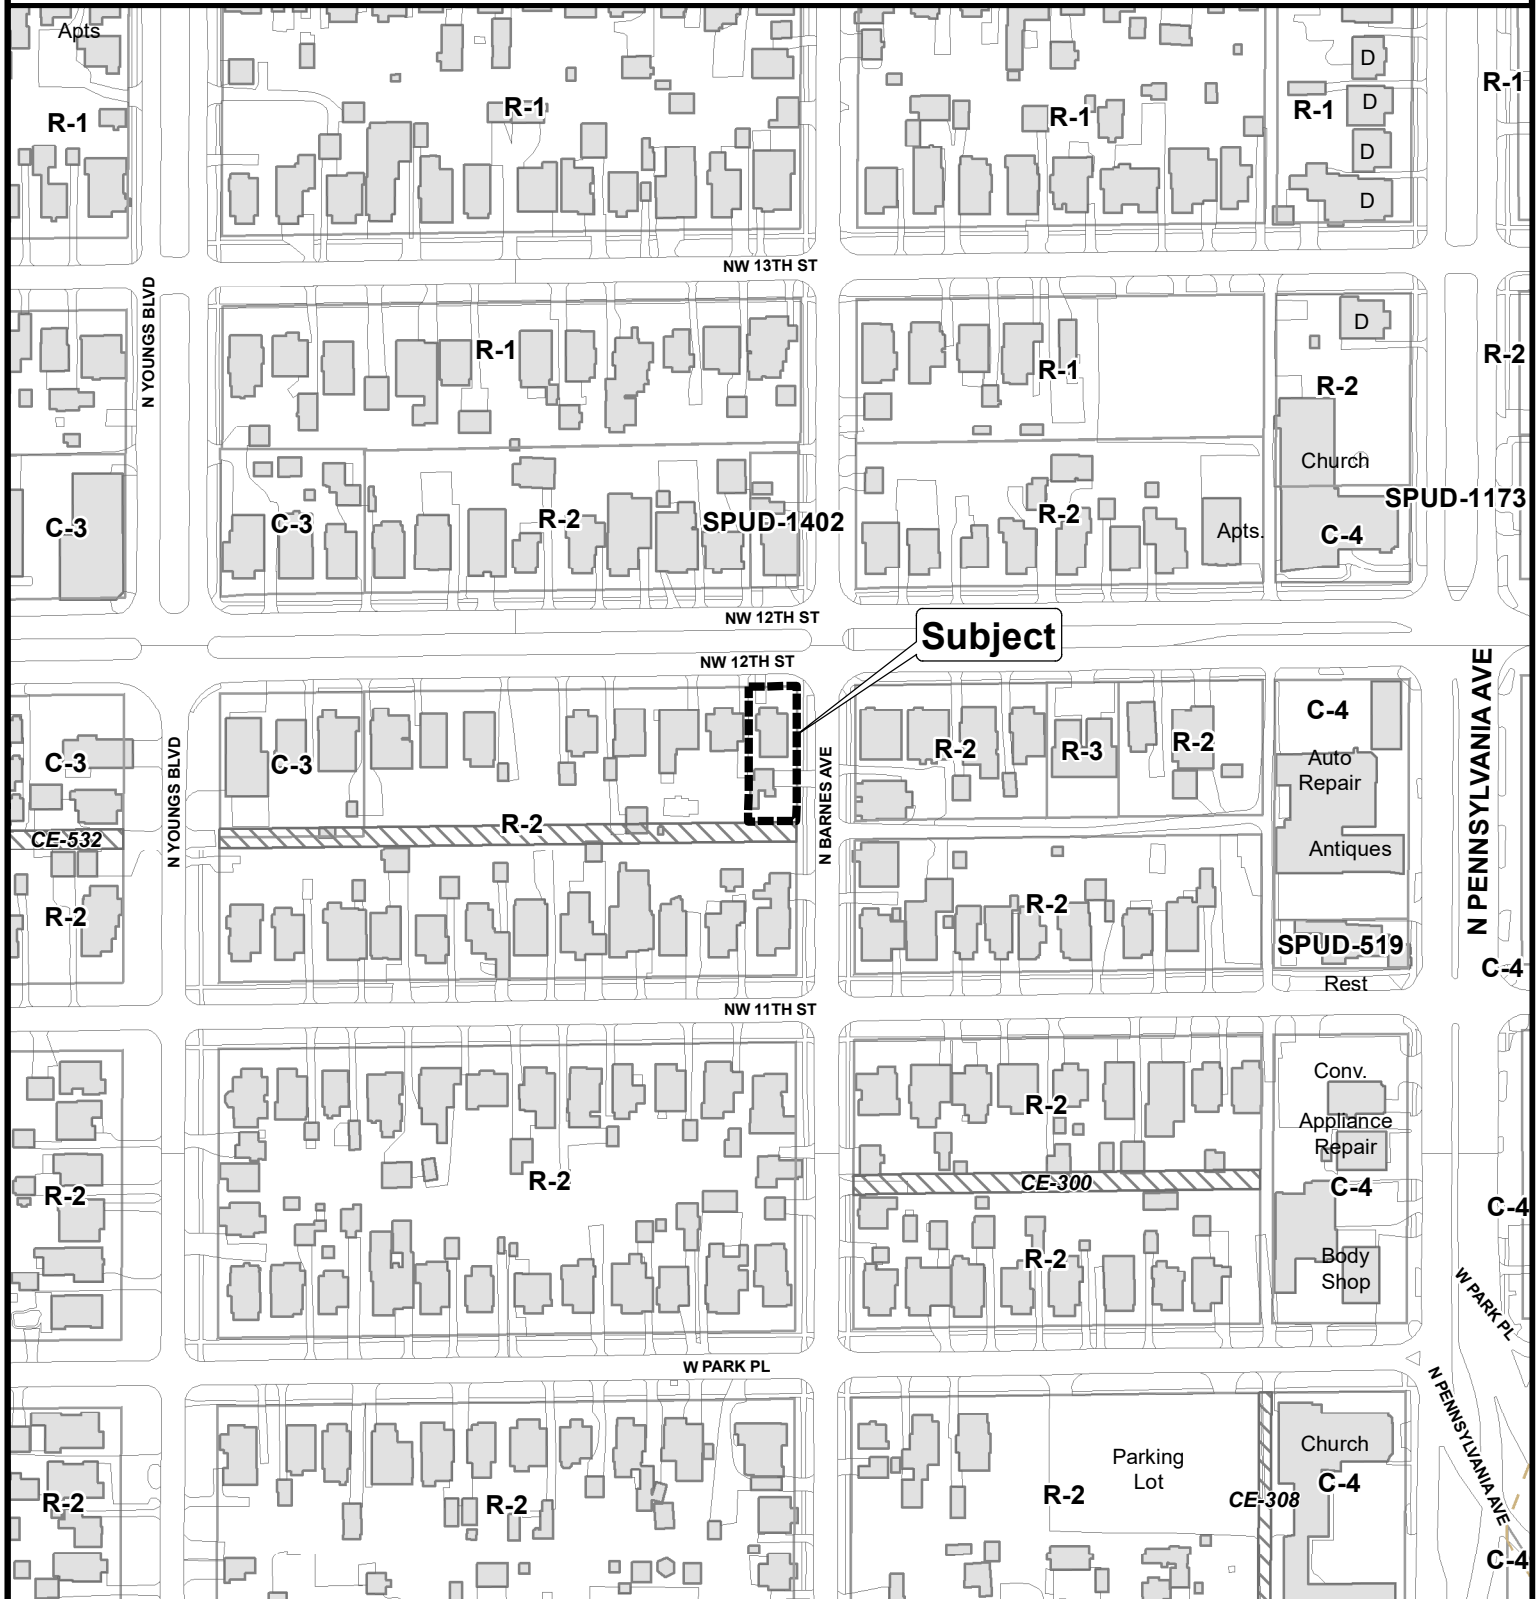 Apts
D
R-1
R-1
D
R-1
R-1
R-1
R-1
D
D
NW 13TH ST
N YOUNGS BLVD
D
R-1
R-2
R-1
R-2
Church
SPUD-1173
C-3
C-3
R-2
SPUD-1402
R-2
Apts.
C-4
NW 12TH ST
Subject
NW 12TH ST
N PENNSYLVANIA AVE
C-4
C-3
N YOUNGS BLVD
C-3
N BARNES AVE
R-2
R-3
R-2
Auto
Repair
CE-532
R-2
Antiques
R-2
R-2
SPUD-519
C-4
Rest
NW 11TH ST
Conv.
R-2
Appliance
Repair
R-2
R-2
CE-300
C-4
C-4
R-2
Body
Shop
W PARK PL
W PARK PL
N PENNSYLVANIA AVE
Church
Parking
Lot
R-2
R-2
R-2
CE-308
C-4
C-4